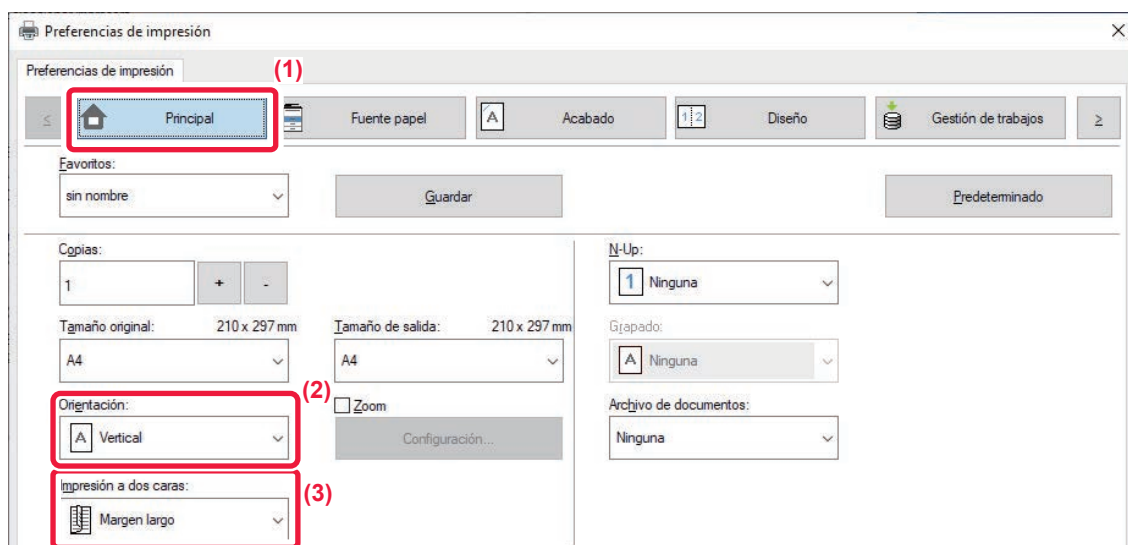 Preferencias de impresión
Preferencias de impresión
(1)
<
Principal
Fuente papel
A
Acabado
1 2
Diseño
Gestión de trabajos
>
Favoritos:
sin nombre
Guardar
Predeterminado
Copias:
1
+
-
N-Up:
1 Ninguna
Tamaño original: 210 x 297 mm
A4
Tamaño de salida: 210 x 297 mm
A4
Grapado:
A Ninguna
(2)
Orientación:
A Vertical
Zoom
Configuración...
Archivo de documentos:
Ninguna
Impresión a dos caras:
(3)
Margen largo